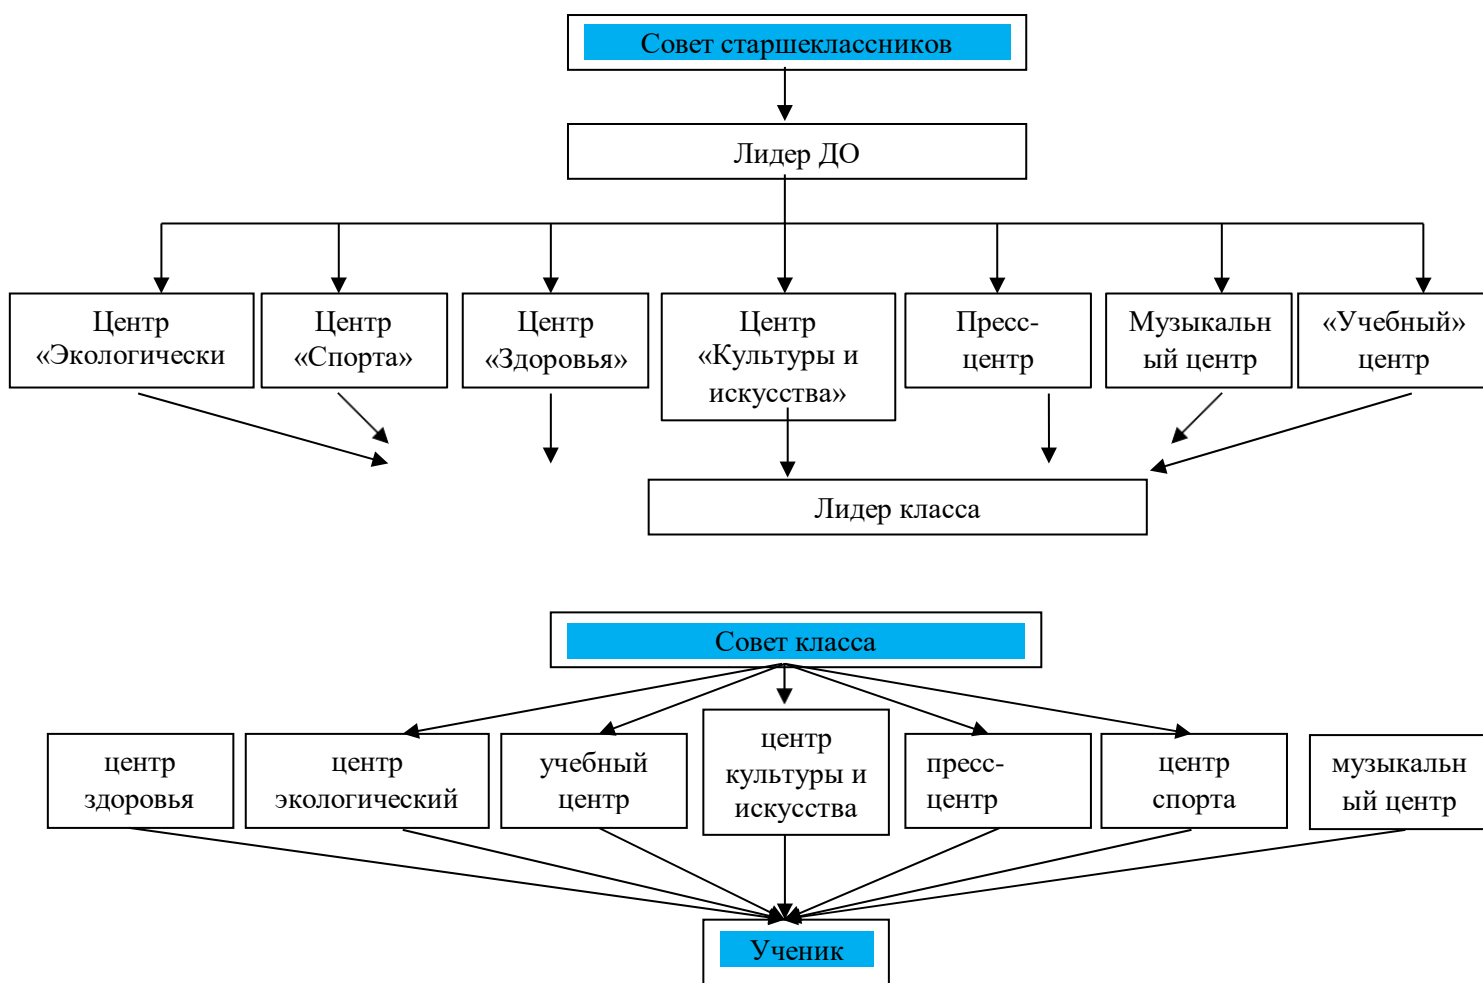 Совет старшеклассников
Лидер ДО
Центр
«Экологически
Центр
«Спорта»
Центр
«Здоровья»
Центр
«Культуры и
искусства»
Пресс-
центр
Музыкальн
ый центр
«Учебный»
центр
Лидер класса
Совет класса
центр
здоровья
центр
экологический
учебный
центр
центр
культуры и
искусства
пресс-
центр
центр
спорта
музыкальн
ый центр
Ученик